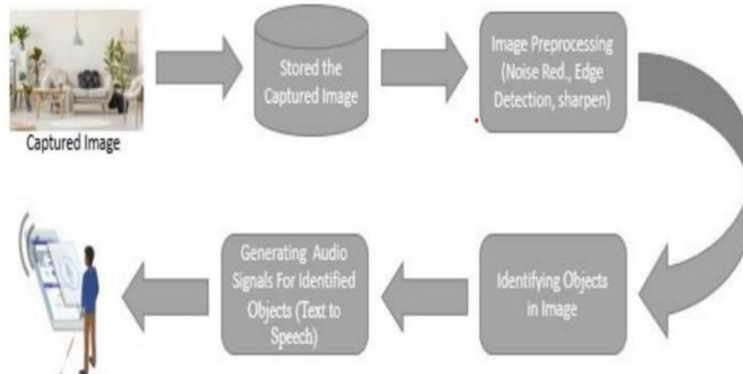 Captured Image
Stored the
Captured Image
Image Preprocessing
(Noise Red., Edge
Detection, sharpen)
Identifying Objects
in Image
Generating Audio
Signals For Identified
Objects (Text to
Speech)